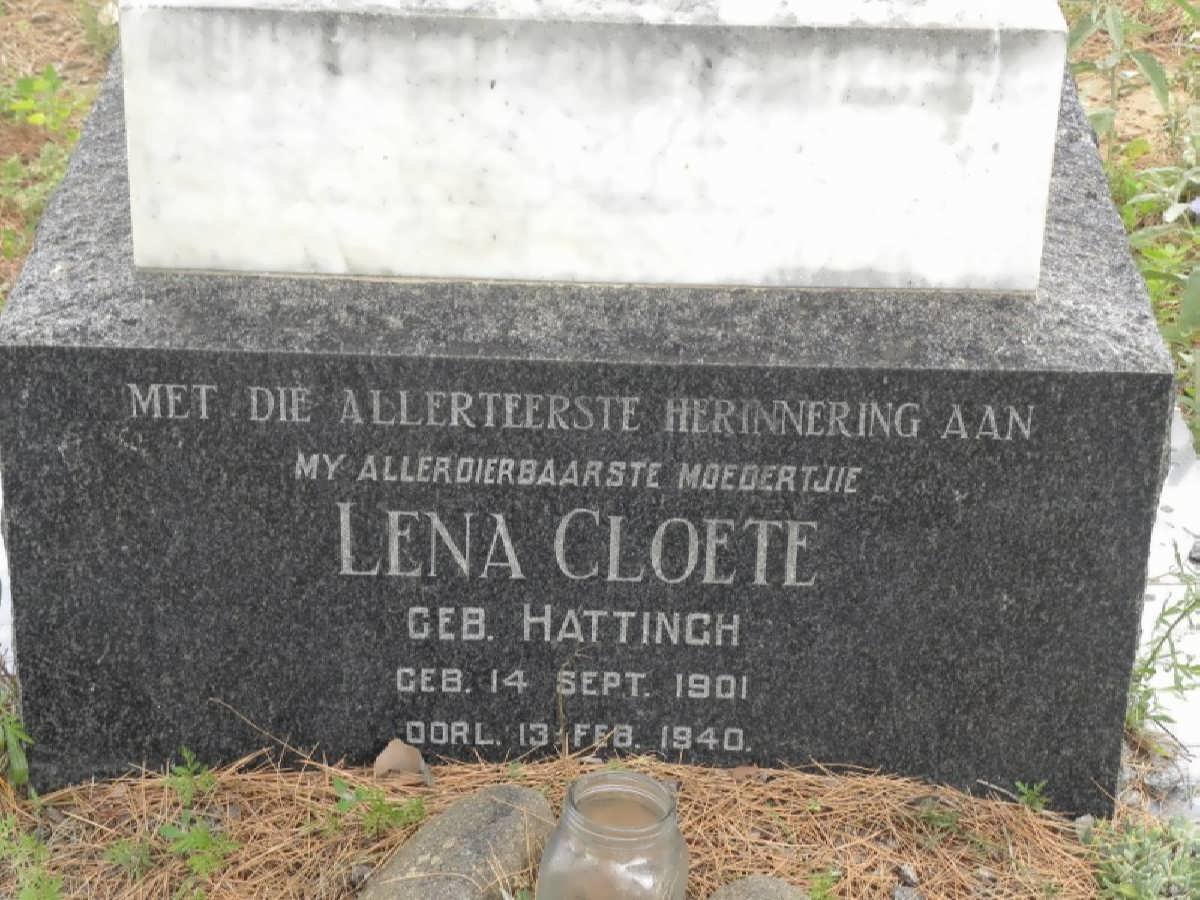 MET DIE ALLERTEERSTE HERINNERING AAN
MY ALLERDIERBAARSTE MOEDERTJIE
LENA CLOETE
GEB. HATTINGH
GEB. 14 SEPT. 1901
OORL. 13 FEB. 1940.